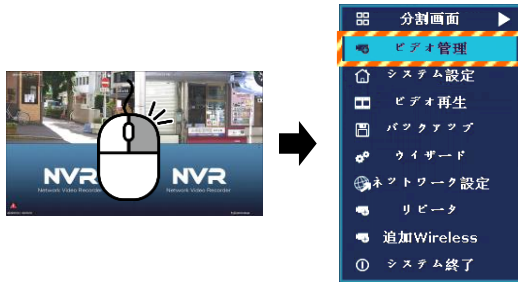 NVR
Network Video Recorder
NVR
Network Video Recorder
分割画面
ビデオ管理
システム設定
ビデオ再生
バックアップ
ウィザード
ネットワーク設定
リピータ
追加Wireless
システム終了